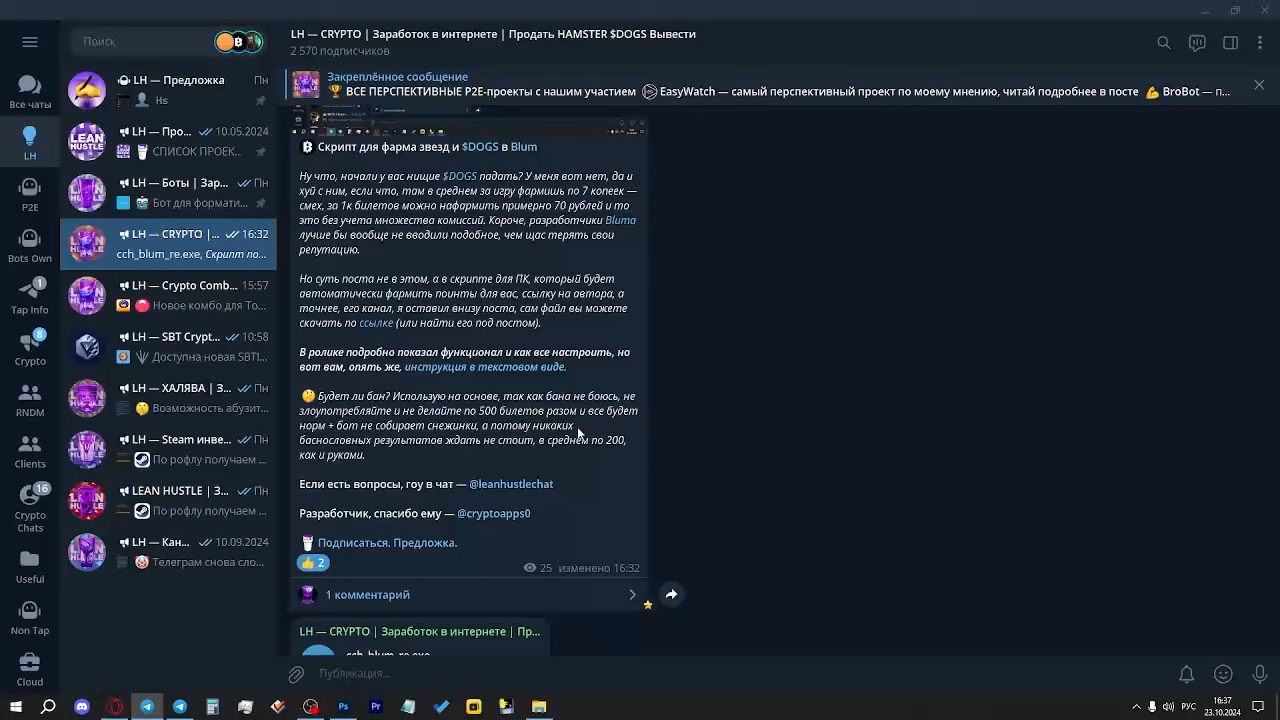 Поиск
Все чаты
LH
P2E
Bots Own
Tap Info
1
Crypto
8
RNDM
Clients
Crypto
Chats
16
Useful
Non Tap
Cloud
LH — Предложка
Пн
Hs
LH — Про...
10.05.2024
СПИСОК ПРОЕК...
LH — Боты | Зар...
Пн
Бот для формати...
LH — CRYPTO |...
16:32
cch_blum_re.exe, Скрипт по...
LH — Crypto Comb...
15:57
Новое комбо для To...
LH — SBT Crypt...
10:58
Доступна новая SBT!...
LH — ХАЛЯВА | З...
Пн
Возможность абузит...
LH — Steam инве...
Пн
По рофлу получаем ...
LEAN HUSTLE | З...
Пн
По рофлу получаем ...
LH — Кан...
10.09.2024
Телеграм снова сло...
LH — CRYPTO | Заработок в интернете | Продать HAMSTER $DOGS Вывести
2 570 подписчиков
Закреплённое сообщение
ВСЕ ПЕРСПЕКТИВНЫЕ P2E-проекты с нашим участием EasyWatch — самый перспективный проект по моему мнению, читай подробнее в посте BroBot — п...
Скрипт для фарма звезд и $DOGS в Blum
Ну что, начали у вас нищие $DOGS падать? У меня вот нет, да и
хуй с ним, если что, там в среднем за игру фармишь по 7 копеек —
смех, за 1к билетов можно нафармить примерно 70 рублей и то
это без учета множества комиссий. Короче, разработчики Bluma
лучше бы вообще не вводили подобное, чем щас терять свои
репутацию.
Но суть поста не в этом, а в скрипте для ПК, который будет
автоматически фармить поинты для вас, ссылку на автора, а
точнее, его канал, я оставил внизу поста, сам файл вы можете
скачать по ссылке (или найти его под постом).
В ролике подробно показал функционал и как все настроить, но
вот вам, опять же, инструкция в текстовом виде.
Будет ли бан? Использую на основе, так как бана не боюсь, не
злоупотребляйте и не делайте по 500 билетов разом и все будет
норм + бот не собирает снежинки, а потому никаких
баснословных результатов ждать не стоит, в среднем по 200,
как и руками.
Если есть вопросы, гоу в чат — @leanhustlechat
Разработчик, спасибо ему — @cryptoapps0
Подписаться. Предложка.
2
25 изменено 16:32
1 комментарий
LH — CRYPTO | Заработок в интернете | Пр...
cch_blum_re.exe
Публикация...
РУС
16:37
23.10.2024